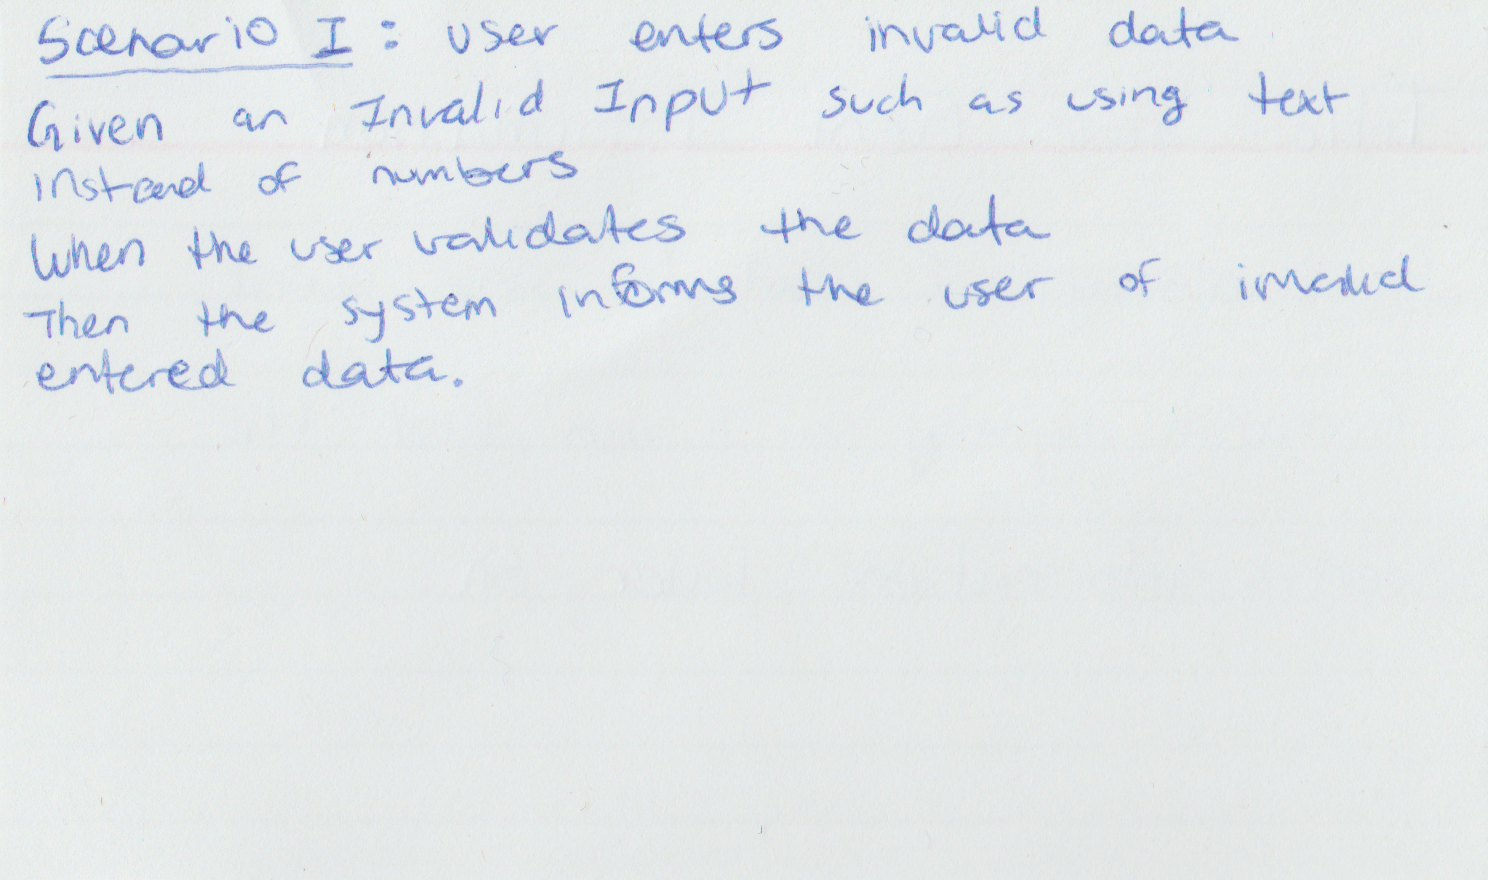 Scenario I: user enters invalid data
Given an Invalid Input such as using text
instead of numbers
When the user validates the data
Then the system informs the user of invalid
entered data.